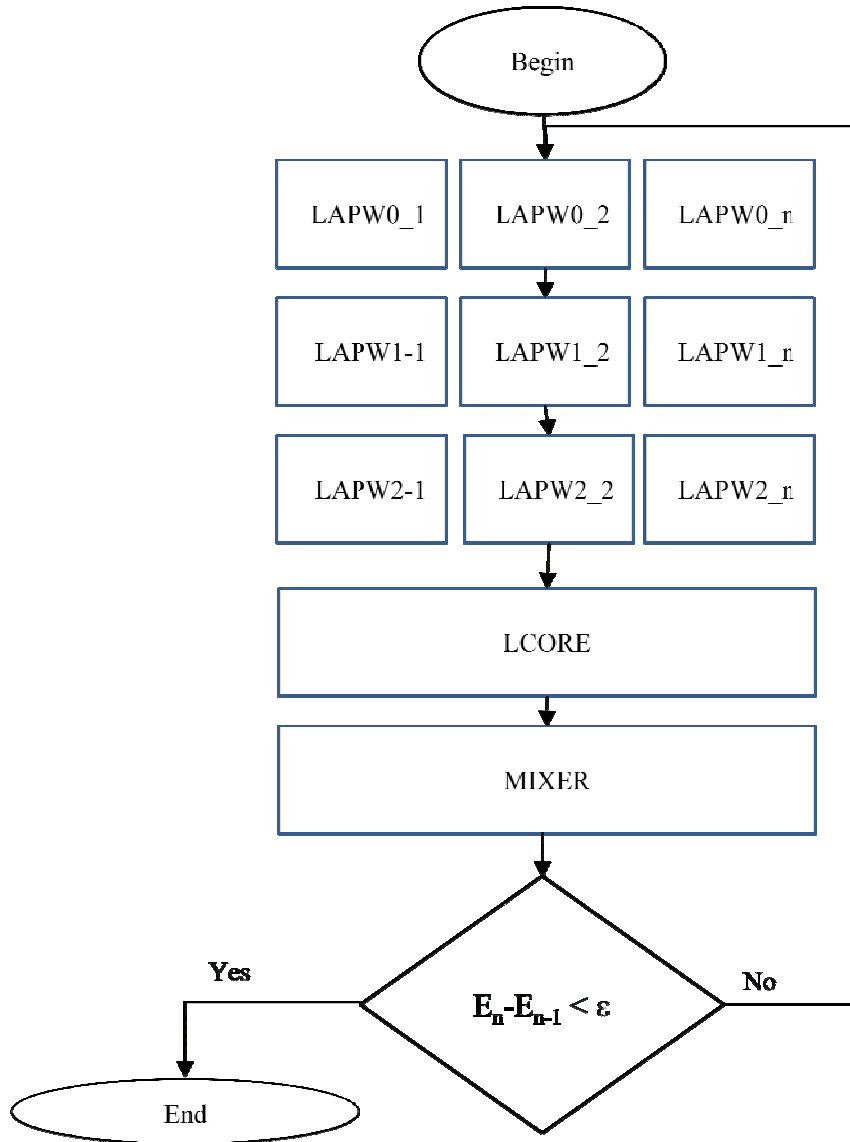 Begin
LAPW0_1
LAPW0_2
LAPW0_n
LAPW1-1
LAPW1_2
LAPW1_n
LAPW2-1
LAPW2_2
LAPW2_n
LCORE
MIXER
Yes
No
Eₙ-Eₙ₋₁ < ε
End